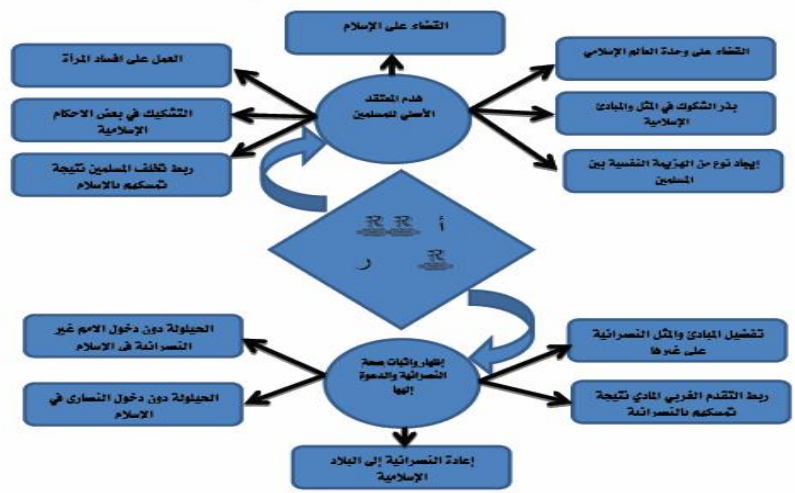 القضاء على الإسلام
القضاء على وحدة العالم الإسلامي
العمل على افساد المرأة
هدم المعتقد
الأصلي للمسلمين
بذر الشكوك في المثل والمبادئ
الإسلامية
التشكيك في بعض الاحكام
الإسلامية
إيجاد نوع من الهزيمة النفسية بين
المسلمين
ربط تخلف المسلمين نتيجة
تمسكهم بالإسلام
أ
ر
تفضيل المبادئ والمثل النصرانية
على غيرها
الحيلولة دون دخول الامم غير
النصرانية في الإسلام
إظهار واثبات صحة
النصرانية والدعوة
إليها
ربط التقدم الغربي المادي نتيجة
تمسكهم بالنصرانية
الحيلولة دون دخول النصارى في
الإسلام
إعادة النصرانية إلى البلاد
الإسلامية